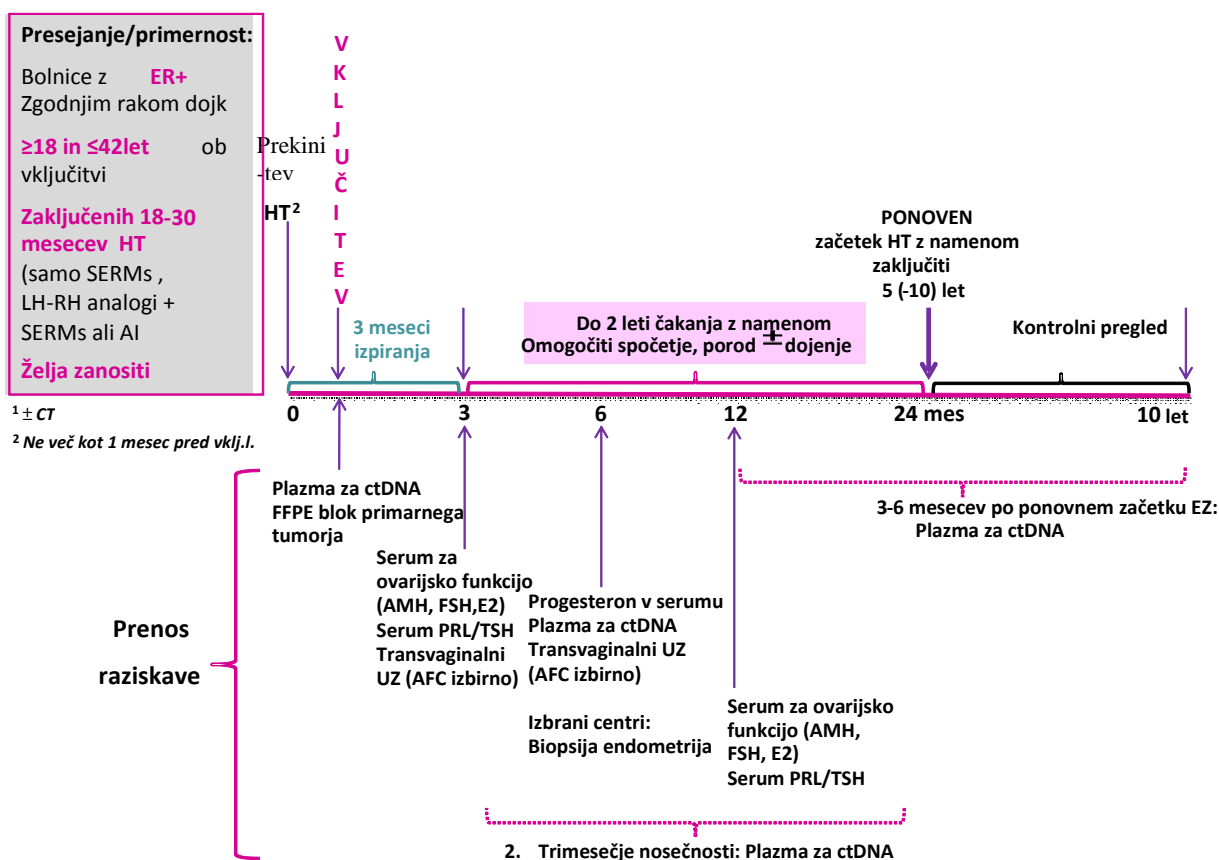 Presejanje/primernost:
Bolnice z ER+
Zgodnjim rakom dojk
≥18 in ≤42let ob
vključitvi
Zaključenih 18-30
mesecev HT
(samo SERMs ,
LH-RH analogi +
SERMs ali AI
Želja zanositi
¹ ± CT
² Ne več kot 1 mesec pred vklj.l.
Prekini
-tev
HT²
V
K
L
J
U
Č
I
T
E
V
3 meseci
izpiranja
Do 2 leti čakanja z namenom
Omogočiti spočetje, porod ± dojenje
PONOVEN
začetek HT z namenom
zaključiti
5 (-10) let
Kontrolni pregled
0 3 6 12 24 mes 10 let
Prenos
raziskave
Plazma za ctDNA
FFPE blok primarnega
tumorja
Serum za
ovarijsko funkcijo
(AMH, FSH,E2)
Serum PRL/TSH
Transvaginalni
UZ (AFC izbirno)
Progesteron v serumu
Plazma za ctDNA
Transvaginalni UZ
(AFC izbirno)
Izbrani centri:
Biopsija endometrija
Serum za ovarijsko
funkcijo (AMH,
FSH, E2)
Serum PRL/TSH
3-6 mesecev po ponovnem začetku EZ:
Plazma za ctDNA
2. Trimesečje nosečnosti: Plazma za ctDNA